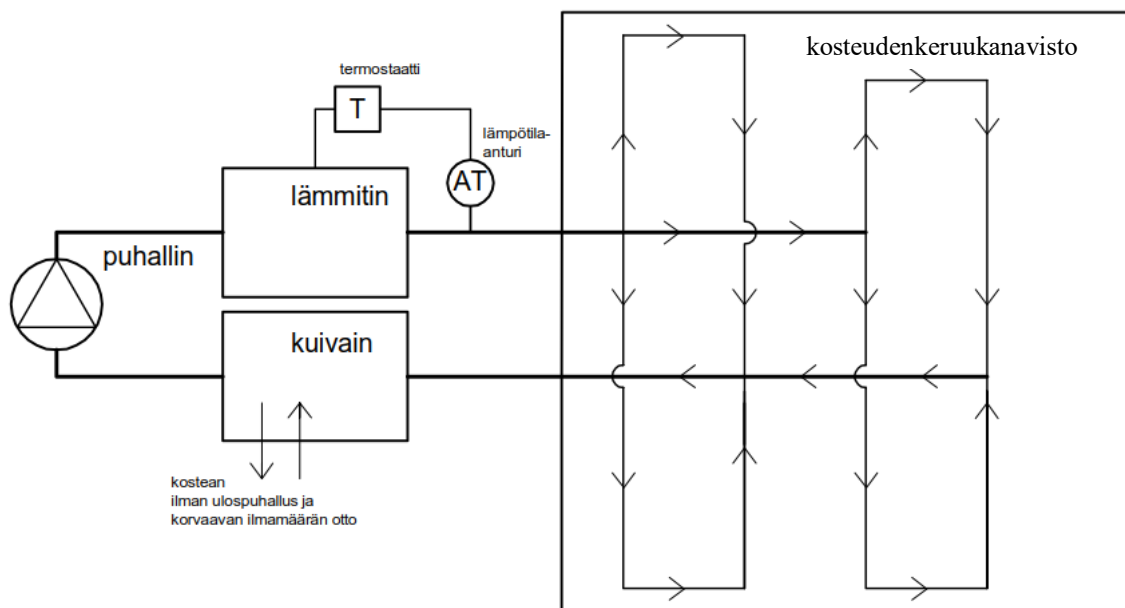 kosteudenkeruukanavisto
termostaatti
T
lämpötila-
anturi
AT
lämmitin
puhallin
kuivain
kostean
ilman ulospuhallus ja
korvaavan ilmamäärän otto